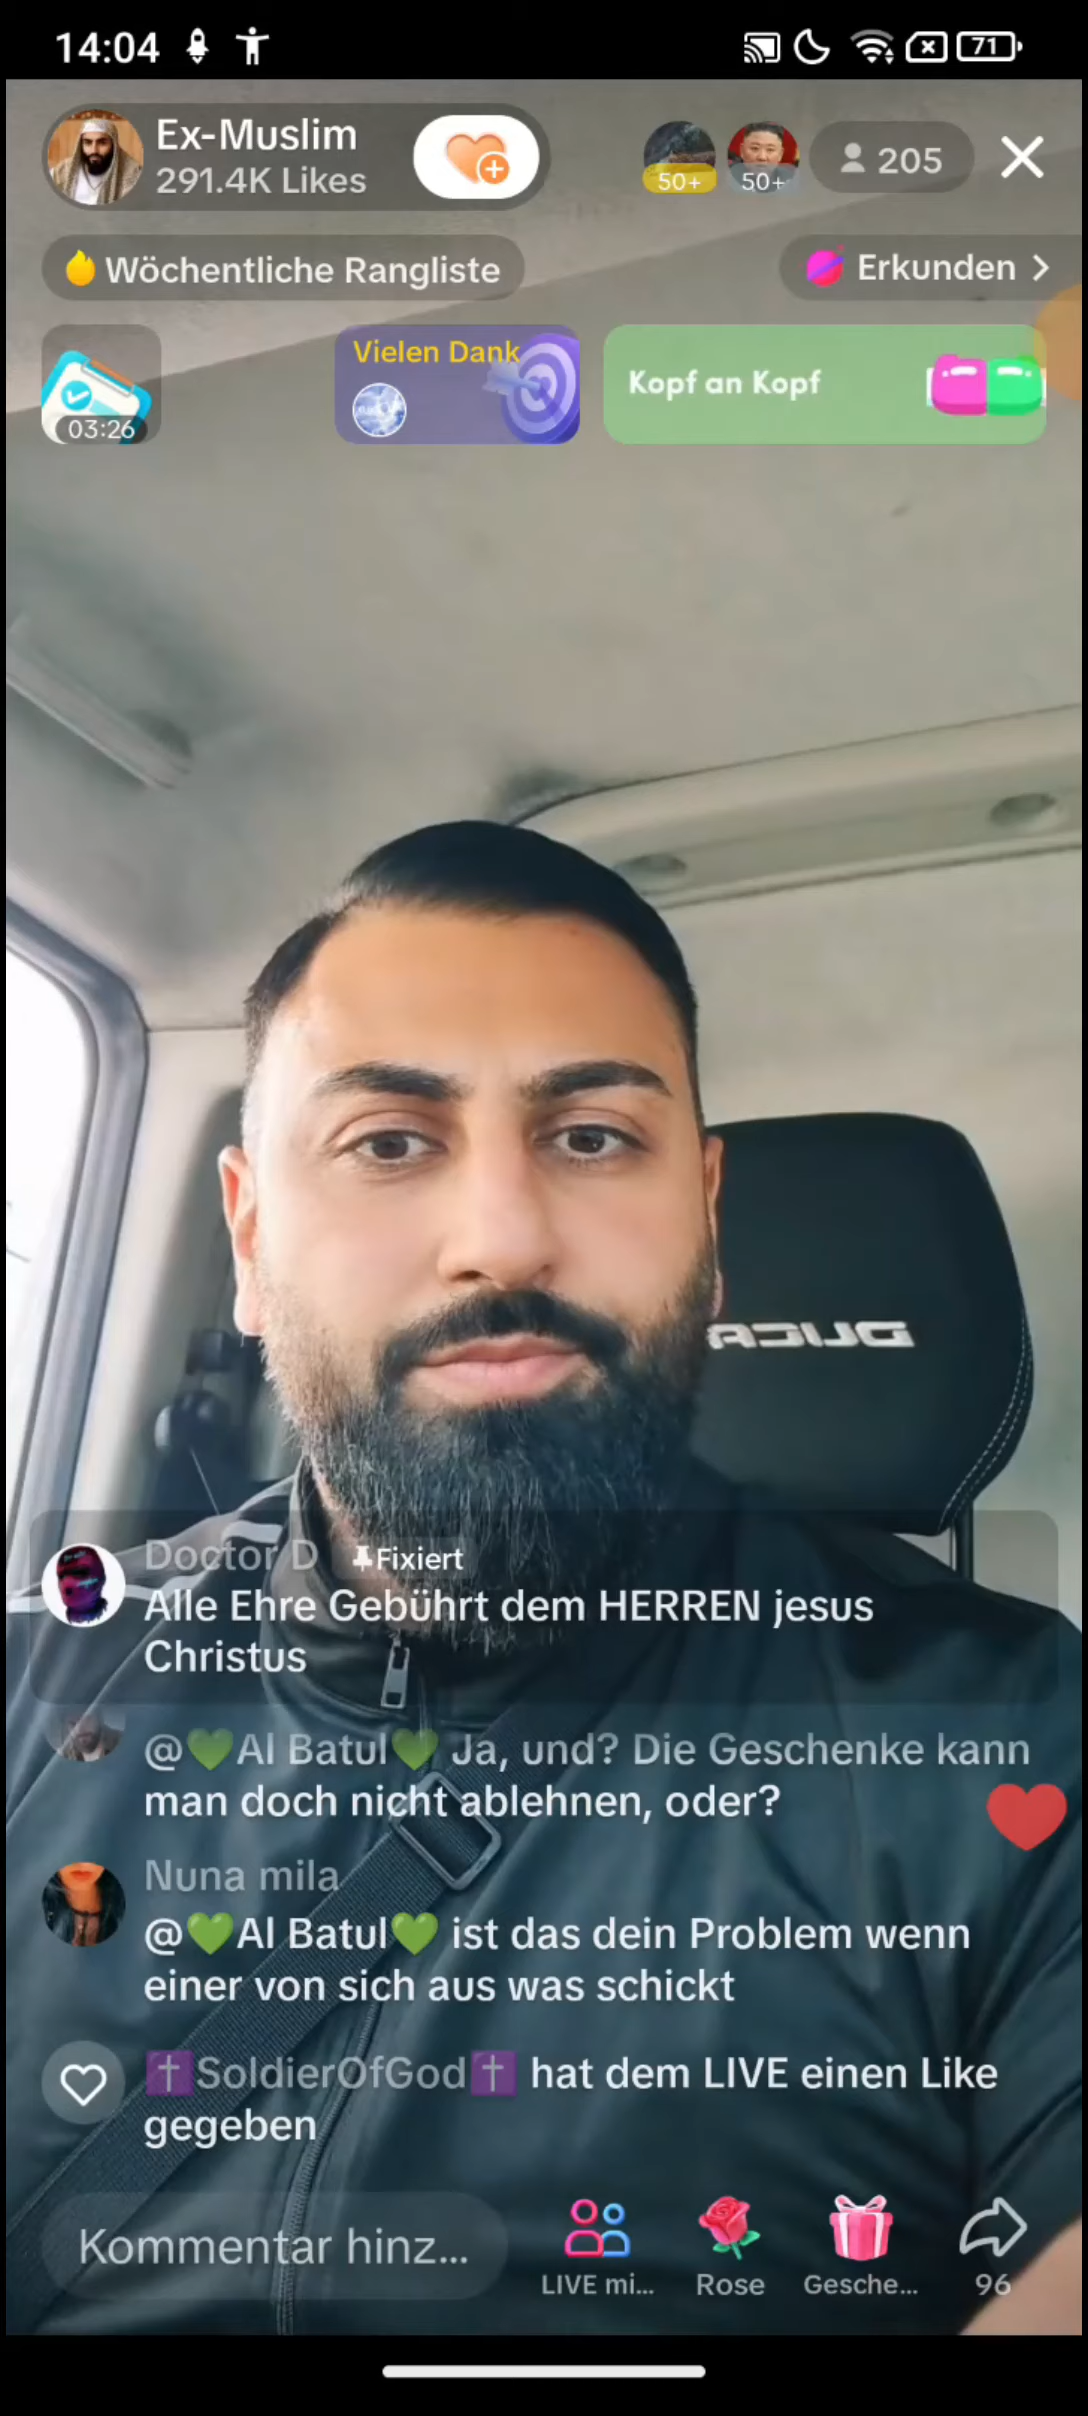 14:04
71
Ex-Muslim
291.4K Likes
50+
50+
205
Wöchentliche Rangliste
Erkunden >
03:26
Vielen Dank
Kopf an Kopf
Doctor D Fixiert
Alle Ehre Gebührt dem HERREN jesus
Christus
@💚Al Batul💚 Ja, und? Die Geschenke kann
man doch nicht ablehnen, oder?
Nuna mila
@💚Al Batul💚 ist das dein Problem wenn
einer von sich aus was schickt
✝️SoldierOfGod✝️ hat dem LIVE einen Like
gegeben
Kommentar hinz...
LIVE mi...
Rose
Gesche...
96